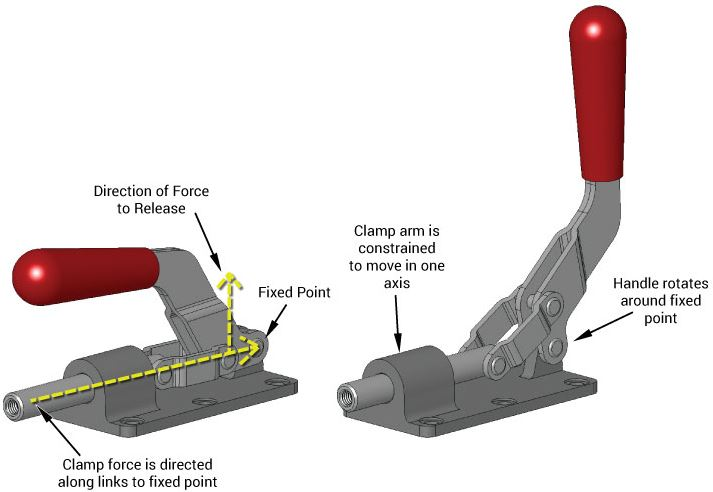 Direction of Force
to Release
Fixed Point
Clamp force is directed
along links to fixed point
Clamp arm is
constrained
to move in one
axis
Handle rotates
around fixed
point